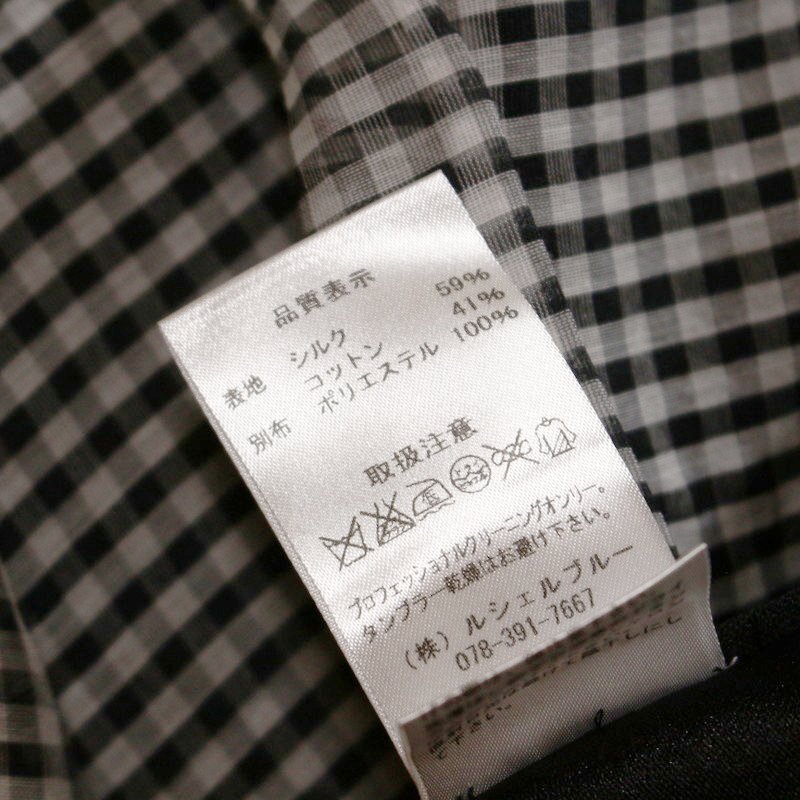 品質表示
表地 シルク 59%
コットン 41%
別布 ポリエステル 100%
取扱注意
プロフェッショナルクリーニングオンリー。
タンブラー乾燥はお避け下さい。
(株) ルシェルブルー
078-391-7667